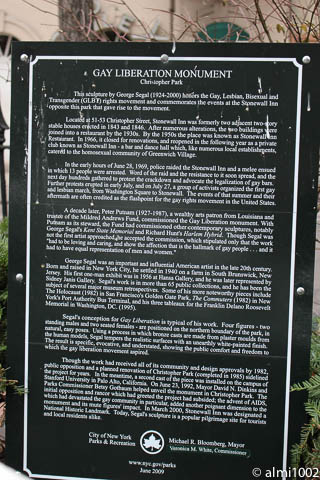 GAY LIBERATION MONUMENT
Christopher Park
This sculpture by George Segal (1924-2000) honors the Gay, Lesbian, Bisexual and
Transgender (GLBT) rights movement and commemorates the events at the Stonewall Inn
opposite this park that gave rise to the movement.
Located at 51-53 Christopher Street, Stonewall Inn was formerly two adjacent two-story
stable houses erected in 1843 and 1846. After numerous alterations, the two buildings were
joined into a restaurant by the 1930s. By the 1950s the place was known as Stonewall Inn
Restaurant. In 1966, it closed for renovations, and reopened in the following year as a private
club known as Stonewall Inn - a bar and dance hall which, like numerous local establishments,
catered to the homosexual community of Greenwich Village.
In the early hours of June 28, 1969, police raided the Stonewall Inn and a melee ensued
in which 13 people were arrested. Word of the raid and the resistance to it soon spread, and the
next day hundreds gathered to protest the crackdown and advocate the legalization of gay bars.
Further protests erupted in early July, and on July 27, a group of activists organized the first gay
and lesbian march, from Washington Square to Stonewall. The events of that summer and their
aftermath are often credited as the flashpoint for the gay rights movement in the United States.
A decade later, Peter Putnam (1927-1987), a wealthy arts patron from Louisiana and
trustee of the Mildred Andrews Fund, commissioned the Gay Liberation monument. With
Putnam as its steward, the Fund had commissioned other contemporary sculptures, notably
George Segal's Kent State Memorial and Richard Hunt's Harlem Hybrid. Though Segal was
not the first artist approached, he accepted the commission, which stipulated only that the work
"had to be loving and caring, and show the affection that is the hallmark of gay people . . . and it
had to have equal representation of men and women."
George Segal was an important and influential American artist in the late 20th century.
Born and raised in New York City, he settled in 1940 on a farm in South Brunswick, New
Jersey. His first one-man exhibit was in 1956 at Hansa Gallery, and he was later represented by
Sidney Janis Gallery. Segal's work is in more than 65 public collections, and he has been the
subject of several major museum retrospectives. Some of his more noteworthy pieces include
The Holocaust (1982) in San Francisco's Golden Gate Park, The Commuters (1982) in New
York's Port Authority Bus Terminal, and his three tableaux for the Franklin Delano Roosevelt
Memorial in Washington, DC. (1995).
Segal's conception for Gay Liberation is typical of his work. Four figures - two
standing males and two seated females - are positioned on the northern boundary of the park, in
natural, easy poses. Using a process in which bronze casts are made from plaster moulds from
the human models, Segal tempers the realistic surfaces with an unearthly white-painted finish.
The result is specific, evocative, and understated, showing the public comfort and freedom to
which the gay liberation movement aspired.
Though the work had received all of its community and design approvals by 1982,
public opposition and a planned restoration of Christopher Park (completed in 1985) sidelined
the project for years. In the meantime, a second cast of the piece was installed on the campus of
Stanford University in Palo Alto, California. On June 23, 1992, Mayor David N. Dinkins and
Parks Commissioner Betsy Gotbaum helped unveil the monument in Christopher Park. The
initial opposition and rancor which had greeted the project had subsided; the advent of AIDS,
which had devastated the gay community in particular, added another poignant dimension to the
monument and its mute figures' impact. In March 2000, Stonewall Inn was designated a
National Historic Landmark. Today, Segal's sculpture is a popular pilgrimage site for tourists
and local residents alike.
City of New York
Parks & Recreation
Michael R. Bloomberg, Mayor
Veronica M. White, Commissioner
www.nyc.gov/parks
June 2009
© almi1002